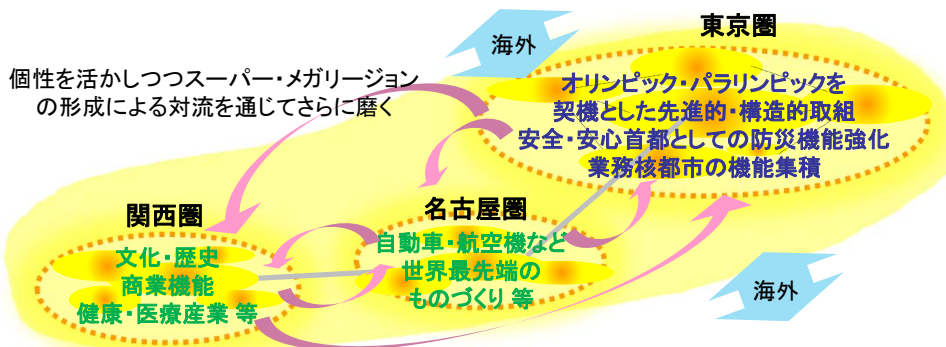 東京圏
海外
個性を活かしつつスーパー・メガリージョン
の形成による対流を通じてさらに磨く
オリンピック・パラリンピックを
契機とした先進的・構造的取組
安全・安心首都としての防災機能強化
業務核都市の機能集積
関西圏
文化・歴史
商業機能
健康・医療産業 等
名古屋圏
自動車・航空機など
世界最先端の
ものづくり 等
海外